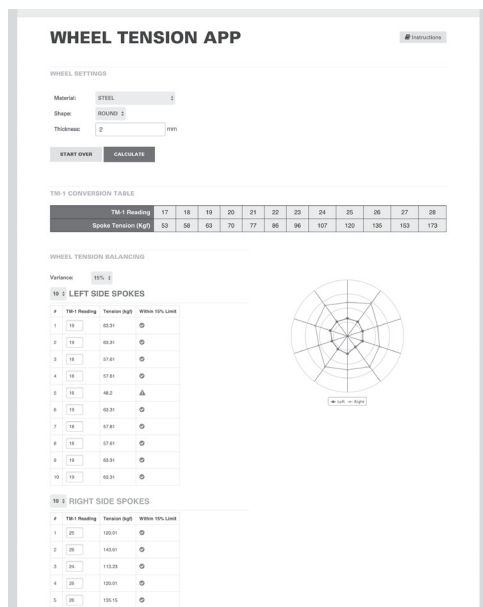 WHEEL TENSION APP
Instructions
WHEEL SETTINGS
Material: STEEL
Shape: ROUND
Thickness: 2 mm
START OVER CALCULATE
TM-1 CONVERSION TABLE
TM-1 Reading 17 18 19 20 21 22 23 24 25 26 27 28
Spoke Tension (Kgf) 53 58 63 70 77 86 96 107 120 135 153 173
WHEEL TENSION BALANCING
Variance: 15%
10 LEFT SIDE SPOKES
# TM-1 Reading Tension (kgf) Within 15% Limit
1 19 63.31
2 19 63.31
3 18 57.61
4 18 57.61
5 16 48.2
6 19 63.31
7 18 57.61
8 18 57.61
9 19 63.31
10 19 63.31
Left Right
10 RIGHT SIDE SPOKES
# TM-1 Reading Tension (kgf) Within 15% Limit
1 25 120.01
2 26 143.61
3 24 113.23
4 25 120.01
5 26 155.15